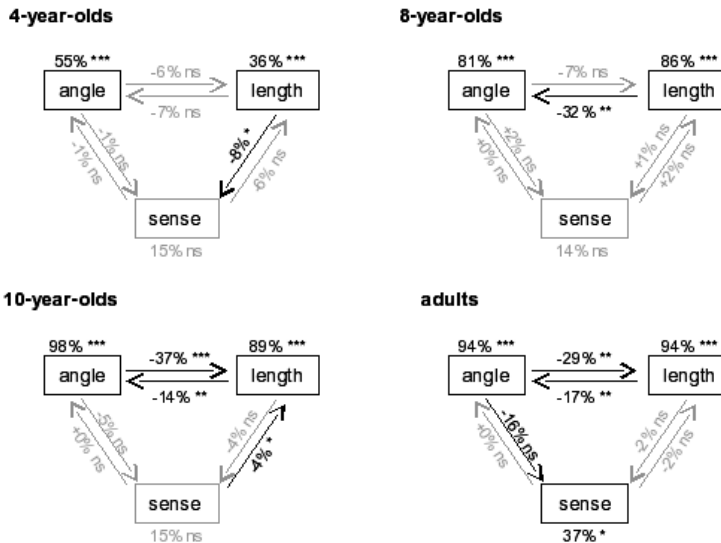 4-year-olds
55% ***
36% ***
angle
-6% ns
length
-7% ns
-1% ns
-1% ns
-8% *
-6% ns
sense
15% ns
8-year-olds
81% ***
86% ***
angle
-7% ns
length
-32% **
+2% ns
+0% ns
+1% ns
+2% ns
sense
14% ns
10-year-olds
98% ***
89% ***
angle
-37% ***
length
-14% **
-5% ns
+0% ns
-4% ns
-4% *
sense
15% ns
adults
94% ***
94% ***
angle
-29% **
length
-17% **
-16% ns
+0% ns
-2% ns
-2% ns
sense
37% *